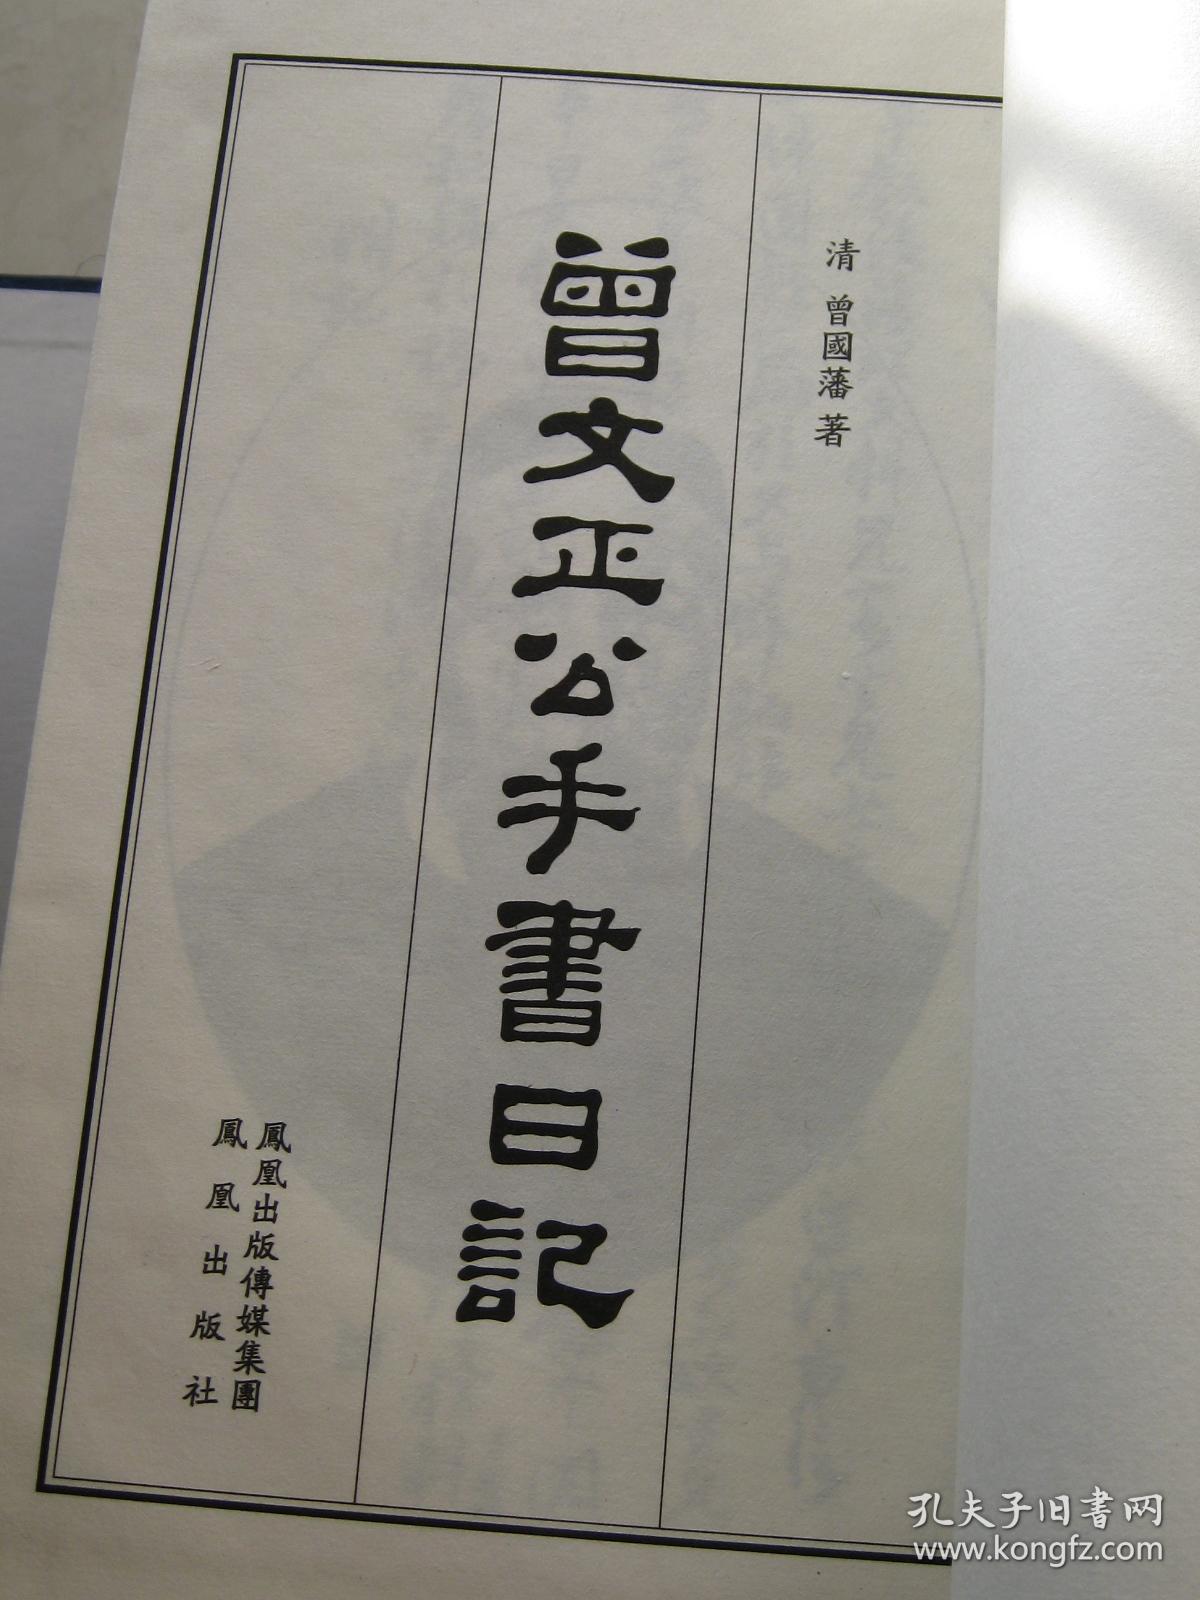 清 曾國藩 著
曾文正公手書日記
鳳凰出版傳媒集團
鳳凰出版社
孔夫子旧书网
www.kongfz.com